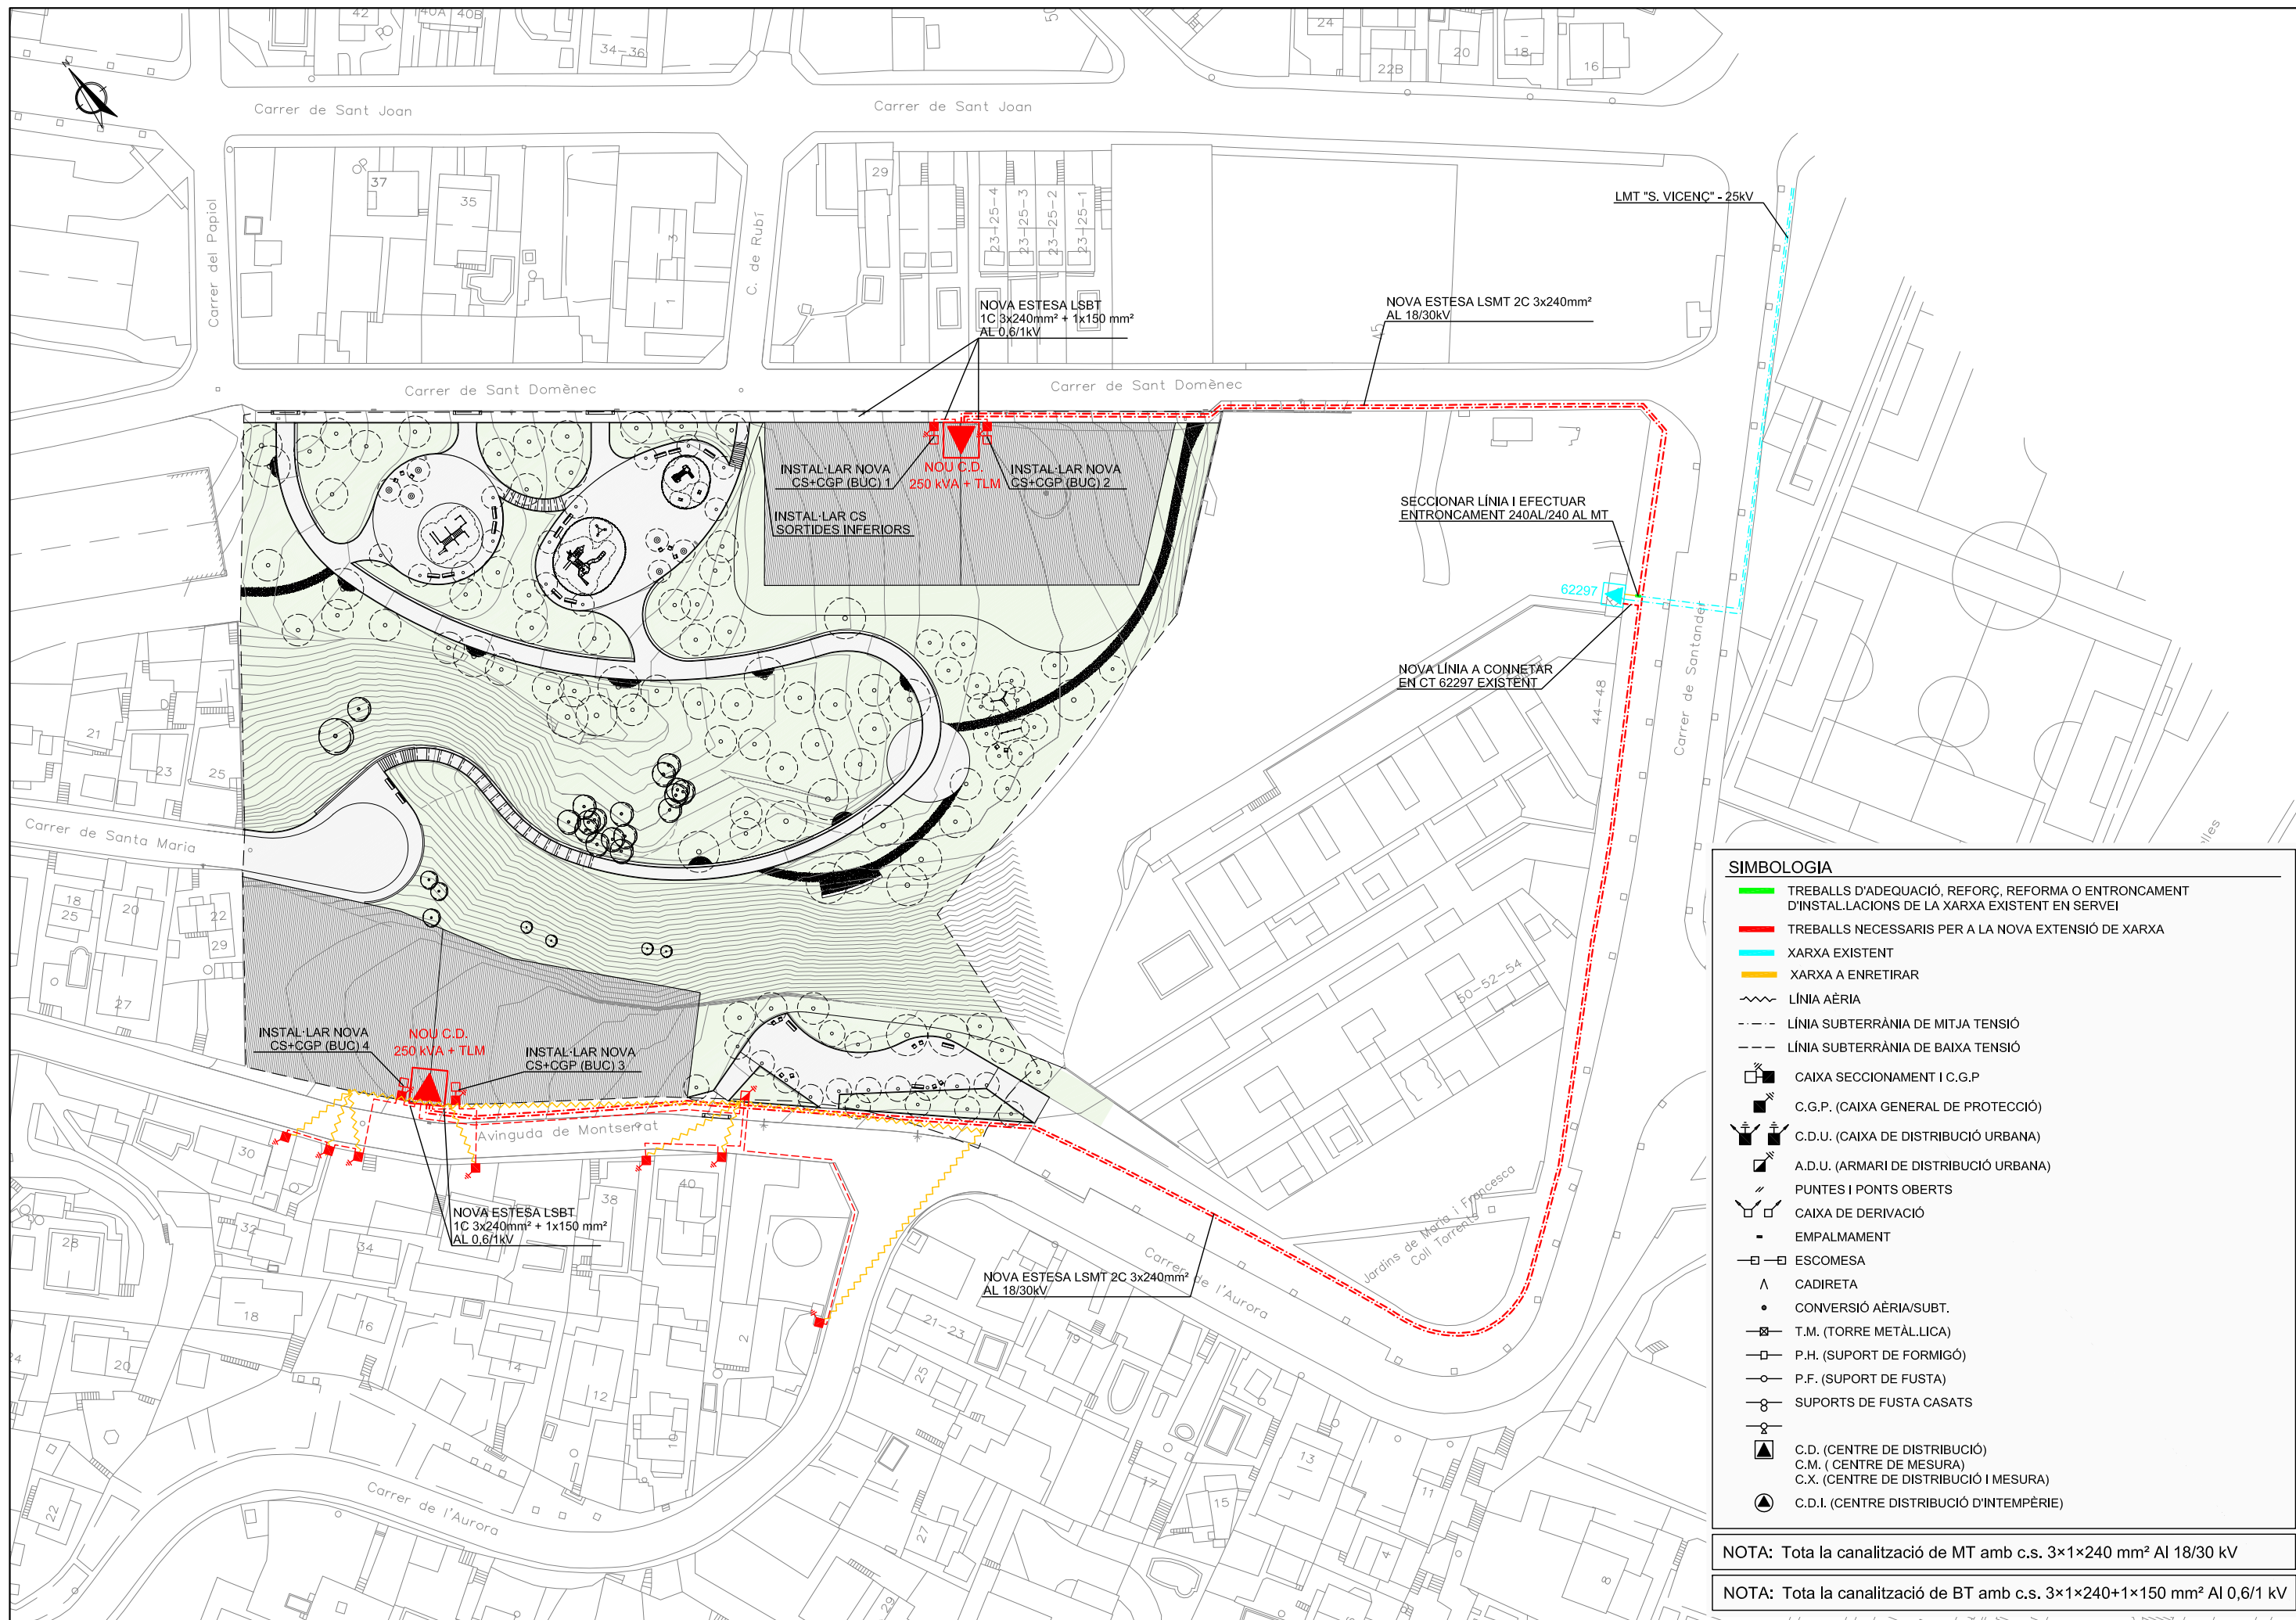 42
40A
40B
34-36
24
22B
20
18
16
N
Carrer de Sant Joan
Carrer de Sant Joan
37
35
3
1
29
23-25-4
23-25-3
23-25-2
23-25-1
Carrer del Papiol
C. de Rubí
LMT "S. VICENÇ" - 25kV
NOVA ESTESA LSBT
1C 3x240mm² + 1x150 mm²
AL 0,6/1kV
NOVA ESTESA LSMT 2C 3x240mm²
AL 18/30kV
45
Carrer de Sant Domènec
Carrer de Sant Domènec
INSTAL·LAR NOVA
CS+CGP (BUC) 1
NOU C.D.
250 kVA + TLM
INSTAL·LAR NOVA
CS+CGP (BUC) 2
INSTAL·LAR CS
SORTIDES INFERIORS
SECCIONAR LÍNIA I EFECTUAR
ENTRONCAMENT 240AL/240 AL MT
62297
NOVA LÍNIA A CONNETAR
EN CT 62297 EXISTENT
44-48
Carrer de Santander
21
23
25
Carrer de Santa Maria
18
25
20
22
29
27
50-52-54
INSTAL·LAR NOVA
CS+CGP (BUC) 4
NOU C.D.
250 kVA + TLM
INSTAL·LAR NOVA
CS+CGP (BUC) 3
Avinguda de Montserrat
30
32
28
34
38
40
NOVA ESTESA LSBT
1C 3x240mm² + 1x150 mm²
AL 0,6/1kV
NOVA ESTESA LSMT 2C 3x240mm²
AL 18/30kV
Carrer de l'Aurora
Jardins de Maria i Francesca
Coll Torrents
18
16
14
12
10
2
20
24
22
21-23
19
25
27
29
17
15
13
11
4
8
Carrer de l'Aurora
SIMBOLOGIA
TREBALLS D'ADEQUACIÓ, REFORÇ, REFORMA O ENTRONCAMENT
D'INSTAL.LACIONS DE LA XARXA EXISTENT EN SERVEI
TREBALLS NECESSARIS PER A LA NOVA EXTENSIÓ DE XARXA
XARXA EXISTENT
XARXA A ENRETIRAR
LÍNIA AÈRIA
LÍNIA SUBTERRÀNIA DE MITJA TENSIÓ
LÍNIA SUBTERRÀNIA DE BAIXA TENSIÓ
CAIXA SECCIONAMENT I C.G.P
C.G.P. (CAIXA GENERAL DE PROTECCIÓ)
C.D.U. (CAIXA DE DISTRIBUCIÓ URBANA)
A.D.U. (ARMARI DE DISTRIBUCIÓ URBANA)
PUNTES I PONTS OBERTS
CAIXA DE DERIVACIÓ
EMPALMAMENT
ESCOMESA
CADIRETA
CONVERSIÓ AÈRIA/SUBT.
T.M. (TORRE METÀL.LICA)
P.H. (SUPORT DE FORMIGÓ)
P.F. (SUPORT DE FUSTA)
SUPORTS DE FUSTA CASATS
C.D. (CENTRE DE DISTRIBUCIÓ)
C.M. ( CENTRE DE MESURA)
C.X. (CENTRE DE DISTRIBUCIÓ I MESURA)
C.D.I. (CENTRE DISTRIBUCIÓ D'INTEMPÈRIE)
NOTA: Tota la canalització de MT amb c.s. 3×1×240 mm² Al 18/30 kV
NOTA: Tota la canalització de BT amb c.s. 3×1×240+1×150 mm² Al 0,6/1 kV